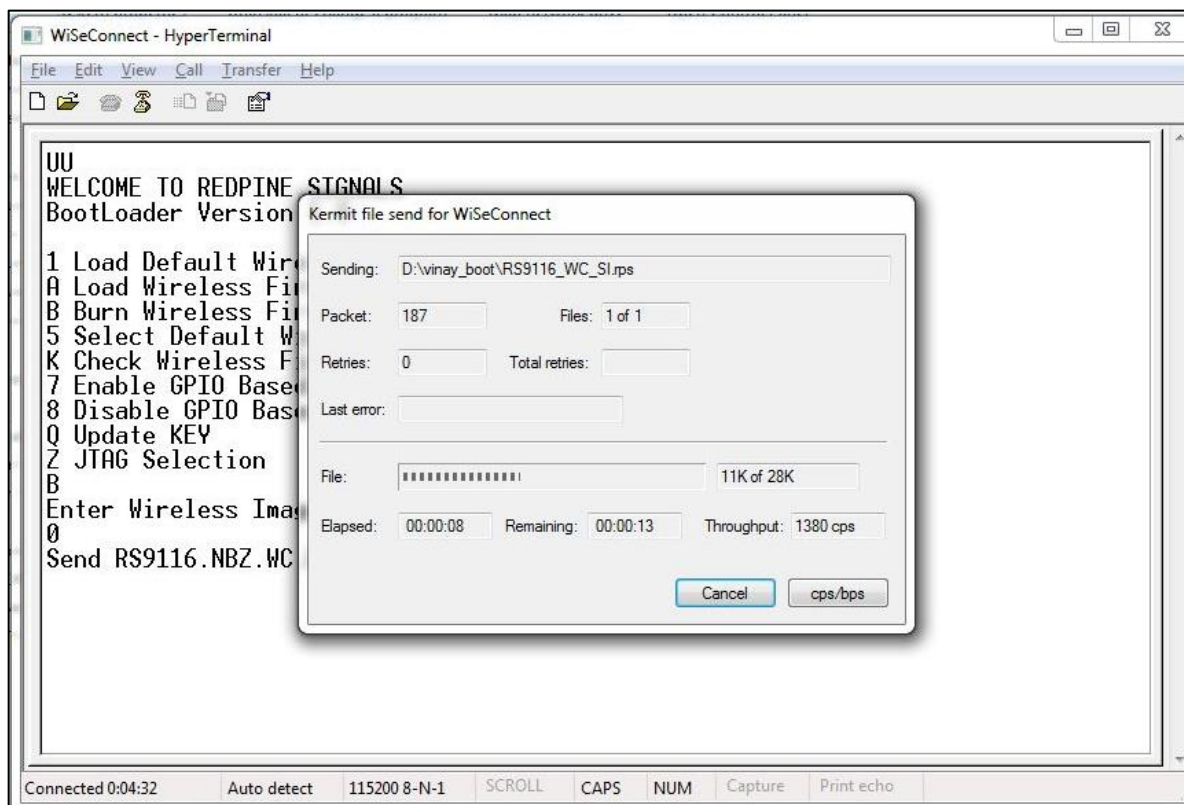 WiSeConnect - HyperTerminal
File Edit View Call Transfer Help
UU
WELCOME TO REDPINE SIGNALS
BootLoader Version
1 Load Default Wir
A Load Wireless Fi
B Burn Wireless Fi
5 Select Default W
K Check Wireless F
7 Enable GPIO Base
8 Disable GPIO Bas
Q Update KEY
Z JTAG Selection
B
Enter Wireless Ima
0
Send RS9116.NBZ.WC
Kermit file send for WiSeConnect
Sending: D:\vinay_boot\RS9116_WC_SI.rps
Packet: 187 Files: 1 of 1
Retries: 0 Total retries:
Last error:
File: 11K of 28K
Elapsed: 00:00:08 Remaining: 00:00:13 Throughput: 1380 cps
Cancel cps/bps
Connected 0:04:32 Auto detect 115200 8-N-1 SCROLL CAPS NUM Capture Print echo